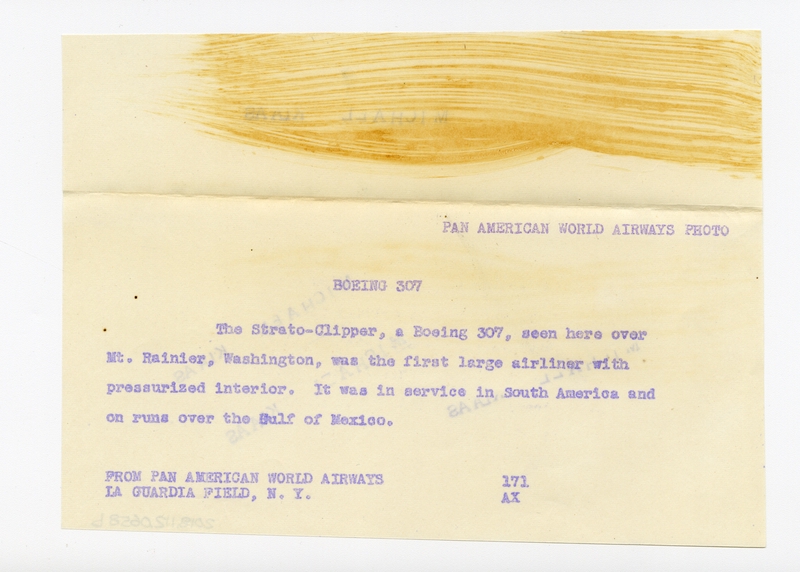 PAN AMERICAN WORLD AIRWAYS PHOTO
BOEING 307
The Strato-Clipper, a Boeing 307, seen here over
Mt. Rainier, Washington, was the first large airliner with
pressurized interior. It was in service in South America and
on runs over the Gulf of Mexico.
FROM PAN AMERICAN WORLD AIRWAYS 171
LA GUARDIA FIELD, N. Y. AX